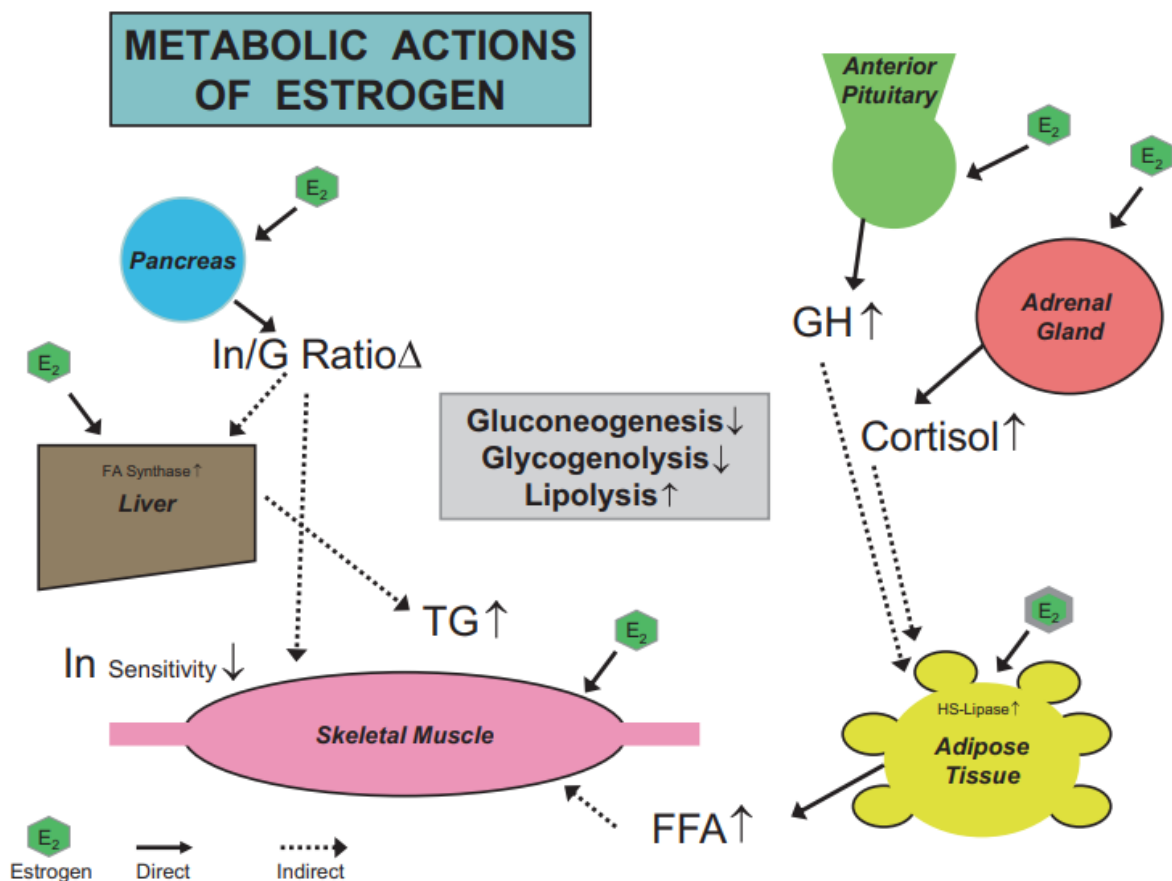 METABOLIC ACTIONS
OF ESTROGEN
Anterior
Pituitary
E₂
E₂
E₂
Pancreas
Adrenal
Gland
GH↑
In/G Ratio∆
E₂
Cortisol↑
Gluconeogenesis↓
Glycogenolysis↓
Lipolysis↑
FA Synthase↑
Liver
TG↑
E₂
E₂
In Sensitivity↓
HS-Lipase↑
Adipose
Tissue
Skeletal Muscle
FFA↑
E₂
Estrogen
Direct
Indirect